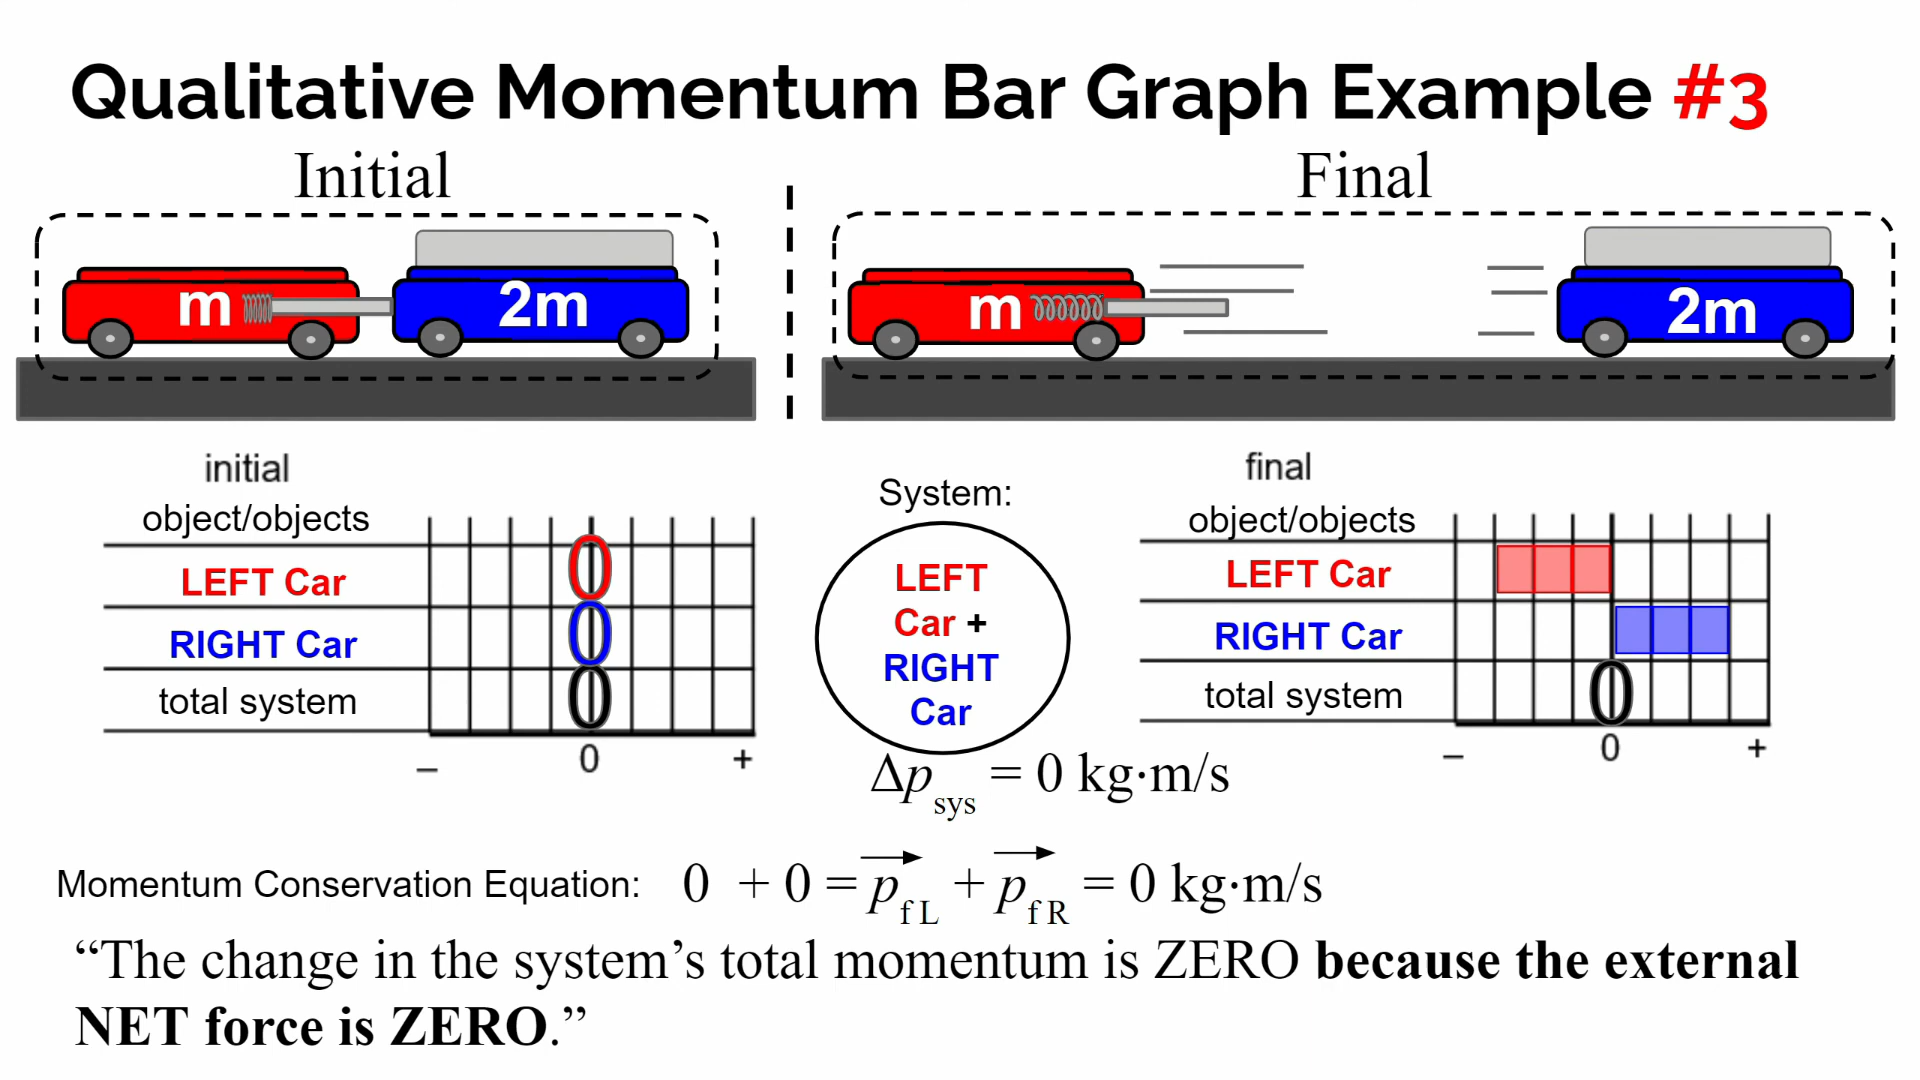 Qualitative Momentum Bar Graph Example #3
Initial
Final
m
2m
m
2m
initial
object/objects
LEFT Car
RIGHT Car
total system
0
0
0
– 0 +
System:
LEFT
Car +
RIGHT
Car
Δp sys = 0 kg·m/s
final
object/objects
LEFT Car
RIGHT Car
total system
0
– 0 +
Momentum Conservation Equation: 0 + 0 = p f L + p f R = 0 kg·m/s
“The change in the system’s total momentum is ZERO because the external
NET force is ZERO.”